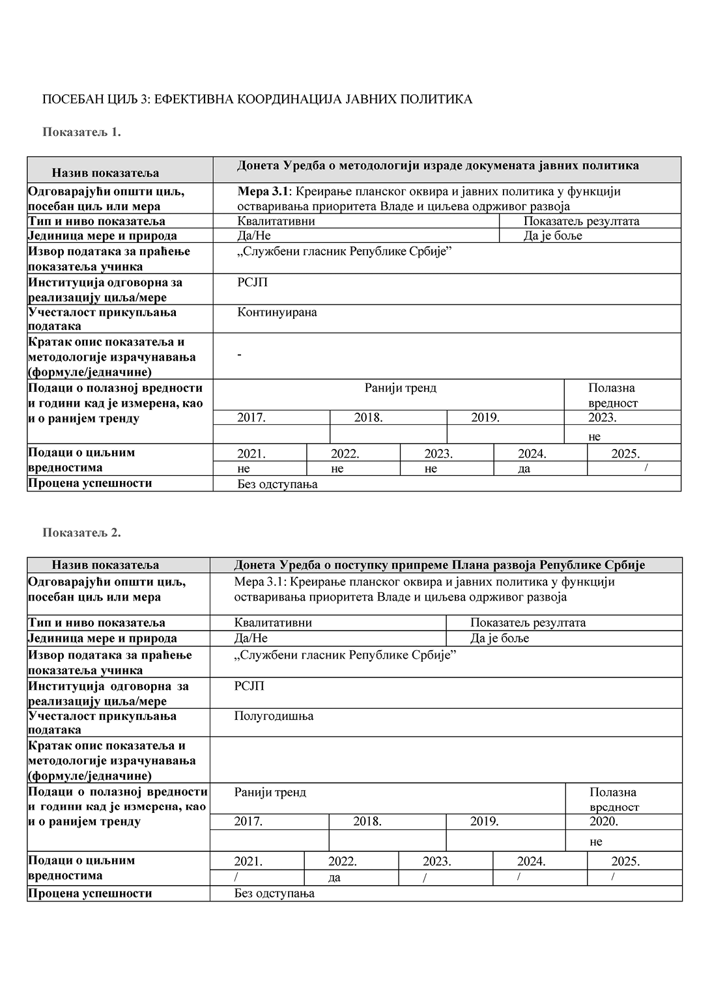 ПОСЕБАН ЦИЉ 3: ЕФЕКТИВНА КООРДИНАЦИЈА ЈАВНИХ ПОЛИТИКА
Показатељ 1.
Назив показатеља
Донета Уредба о методологији израде докумената јавних политика
Одговарајући општи циљ,
посебан циљ или мера
Мера 3.1: Креирање планског оквира и јавних политика у функцији
остваривања приоритета Владе и циљева одрживог развоја
Тип и ниво показатеља
Квалитативни
Показатељ резултата
Јединица мере и природа
Да/Не
Да је боље
Извор података за праћење
показатеља учинка
„Службени гласник Републике Србије”
Институција одговорна за
реализацију циља/мере
РСЈП
Учесталост прикупљања
података
Континуирана
Кратак опис показатеља и
методологије израчунавања
(формуле/једначине)
-
Подаци о полазној вредности
и години кад је измерена, као
и о ранијем тренду
Ранији тренд
Полазна
вредност
2017. 2018. 2019. 2023.
не
Подаци о циљним
вредностима
2021. 2022. 2023. 2024. 2025.
не не не да /
Процена успешности
Без одступања
Показатељ 2.
Назив показатеља
Донета Уредба о поступку припреме Плана развоја Републике Србије
Одговарајући општи циљ,
посебан циљ или мера
Мера 3.1: Креирање планског оквира и јавних политика у функцији
остваривања приоритета Владе и циљева одрживог развоја
Тип и ниво показатеља
Квалитативни
Показатељ резултата
Јединица мере и природа
Да/Не
Да је боље
Извор података за праћење
показатеља учинка
„Службени гласник Републике Србије”
Институција одговорна за
реализацију циља/мере
РСЈП
Учесталост прикупљања
података
Полугодишња
Кратак опис показатеља и
методологије израчунавања
(формуле/једначине)
Подаци о полазној вредности
и години кад је измерена, као
и о ранијем тренду
Ранији тренд
Полазна
вредност
2017. 2018. 2019. 2020.
не
Подаци о циљним
вредностима
2021. 2022. 2023. 2024. 2025.
/ да / / /
Процена успешности
Без одступања